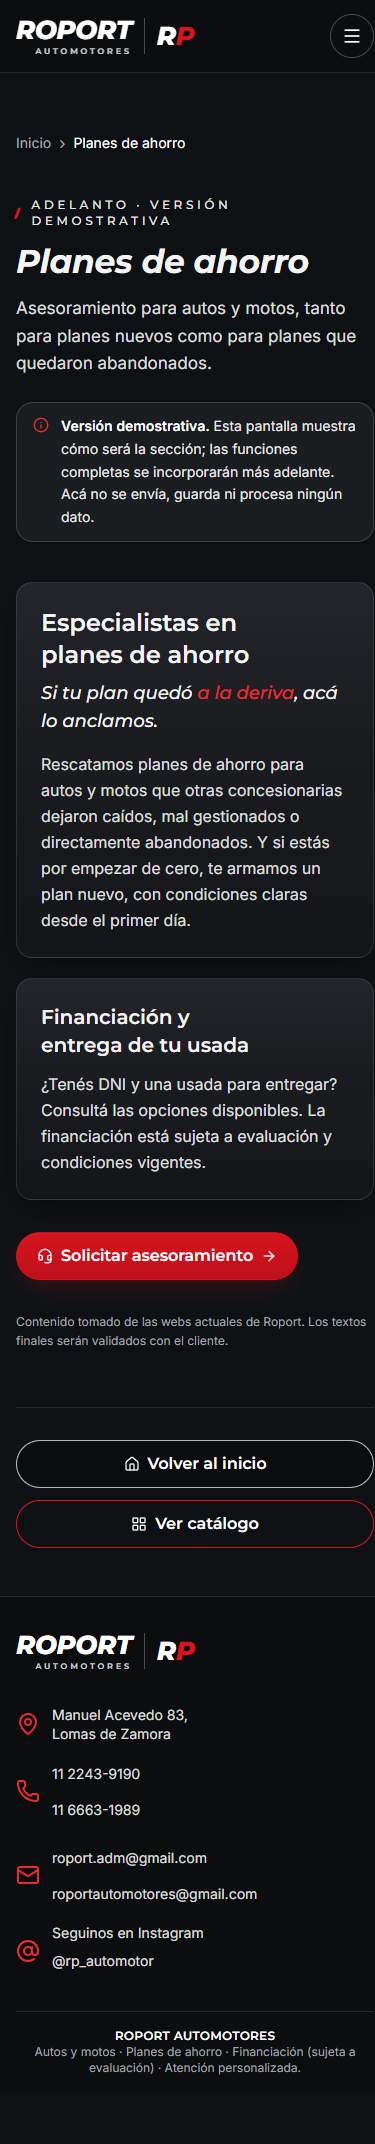 ROPORT
AUTOMOTORES
RP
Inicio › Planes de ahorro
ADELANTO · VERSIÓN
DEMOSTRATIVA
Planes de ahorro
Asesoramiento para autos y motos, tanto
para planes nuevos como para planes que
quedaron abandonados.
Versión demostrativa. Esta pantalla muestra
cómo será la sección; las funciones
completas se incorporarán más adelante.
Acá no se envía, guarda ni procesa ningún
dato.
Especialistas en
planes de ahorro
Si tu plan quedó a la deriva, acá
lo anclamos.
Rescatamos planes de ahorro para
autos y motos que otras concesionarias
dejaron caídos, mal gestionados o
directamente abandonados. Y si estás
por empezar de cero, te armamos un
plan nuevo, con condiciones claras
desde el primer día.
Financiación y
entrega de tu usada
¿Tenés DNI y una usada para entregar?
Consultá las opciones disponibles. La
financiación está sujeta a evaluación y
condiciones vigentes.
Solicitar asesoramiento →
Contenido tomado de las webs actuales de Roport. Los textos
finales serán validados con el cliente.
Volver al inicio
Ver catálogo
ROPORT
AUTOMOTORES
RP
Manuel Acevedo 83,
Lomas de Zamora
11 2243-9190
11 6663-1989
roport.adm@gmail.com
roportautomotores@gmail.com
Seguinos en Instagram
@rp_automotor
ROPORT AUTOMOTORES
Autos y motos · Planes de ahorro · Financiación (sujeta a
evaluación) · Atención personalizada.